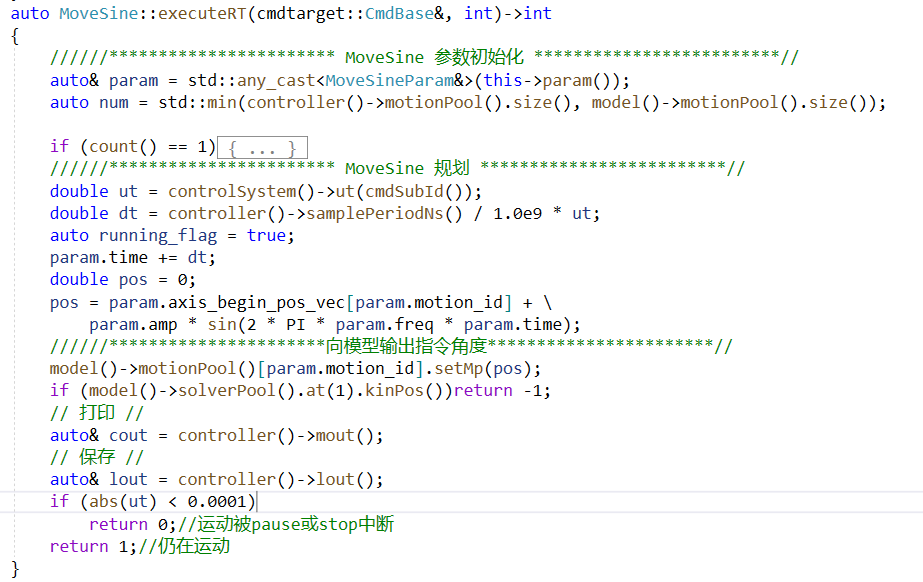 auto MoveSine::executeRT(cmdtarget::CmdBase&, int)->int
{
//////*********************** MoveSine 参数初始化 *************************//
auto& param = std::any_cast<MoveSineParam&>(this->param());
auto num = std::min(controller()->motionPool().size(), model()->motionPool().size());
if (count() == 1){ ... }
//////*********************** MoveSine 规划 *************************//
double ut = controlSystem()->ut(cmdSubId());
double dt = controller()->samplePeriodNs() / 1.0e9 * ut;
auto running_flag = true;
param.time += dt;
double pos = 0;
pos = param.axis_begin_pos_vec[param.motion_id] + \
param.amp * sin(2 * PI * param.freq * param.time);
//////**********************向模型输出指令角度***********************//
model()->motionPool()[param.motion_id].setMp(pos);
if (model()->solverPool().at(1).kinPos())return -1;
// 打印 //
auto& cout = controller()->mout();
// 保存 //
auto& lout = controller()->lout();
if (abs(ut) < 0.0001)
return 0;//运动被pause或stop中断
return 1;//仍在运动
}